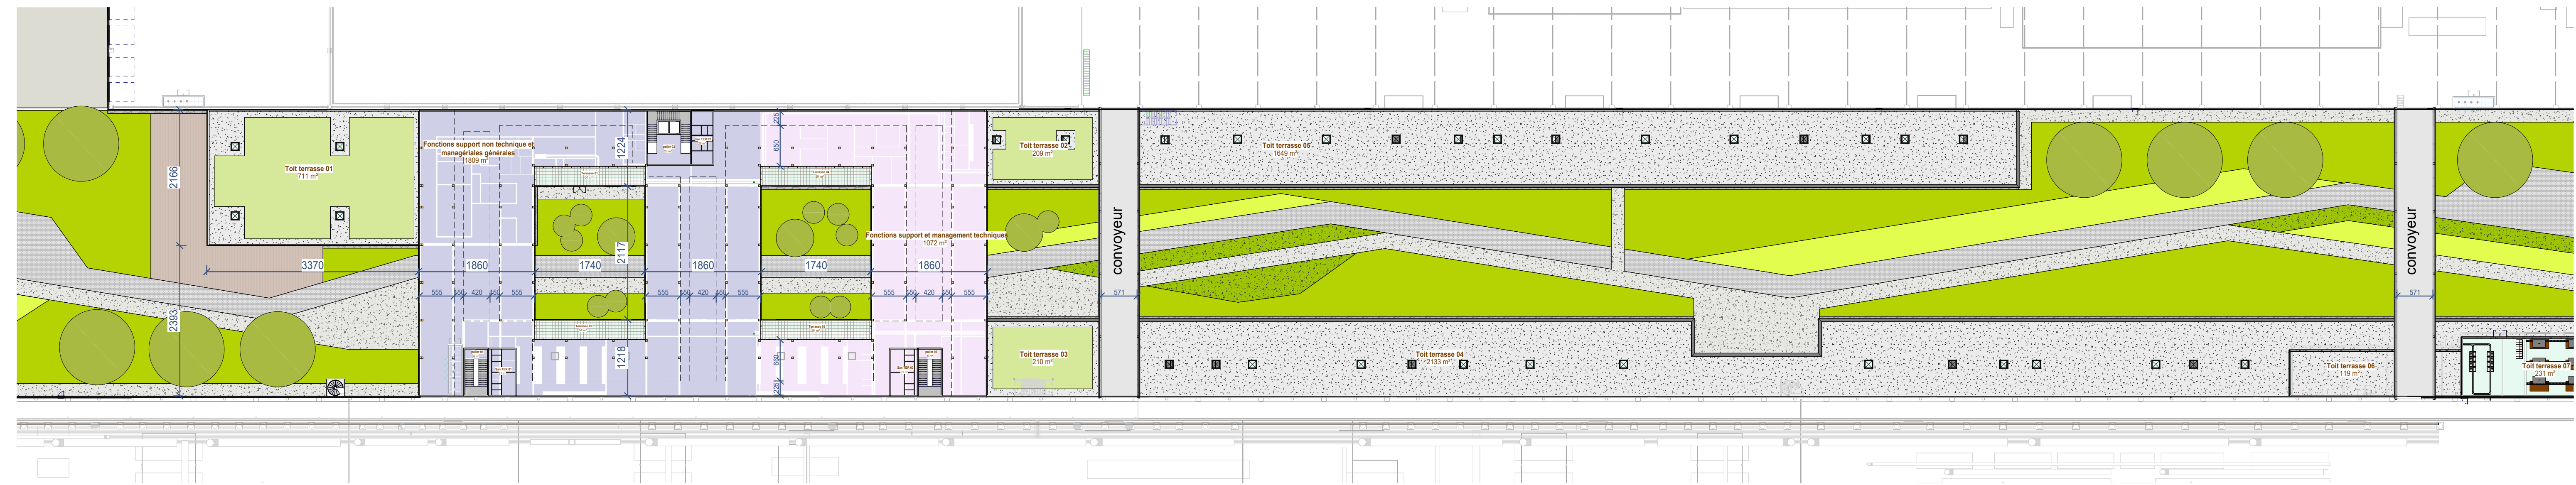 Toit terrasse 01
711 m²
2166
2393
3370
Fonctions support non technique et
managériales générales
1809 m²
1224
2117
1218
1860
1740
1860
1740
1860
555
420
555
555
420
555
555
420
555
225
650
650
225
Fonctions support et management techniques
1072 m²
Toit terrasse 02
209 m²
Toit terrasse 03
210 m²
convoyeur
571
Toit terrasse 05
1649 m²
Toit terrasse 04
2133 m²
Toit terrasse 06
119 m²
convoyeur
571
Toit terrasse 07
231 m²